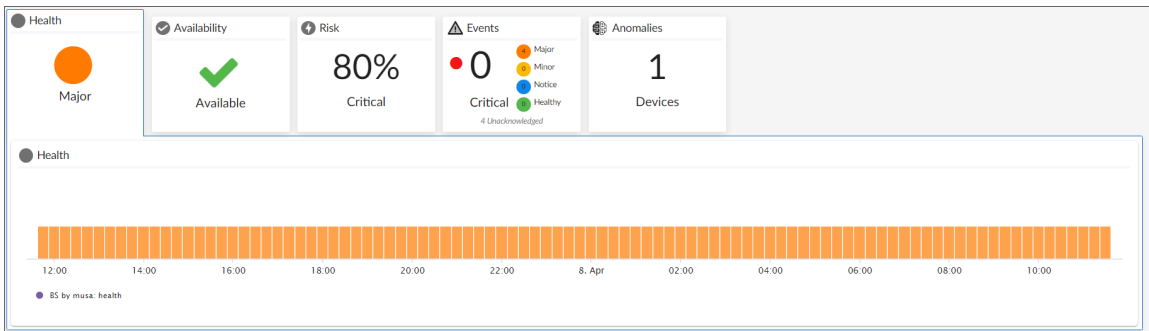 Health
Major
Availability
Available
Risk
80%
Critical
Events
0
Critical
4 Major
0 Minor
0 Notice
0 Healthy
4 Unacknowledged
Anomalies
1
Devices
Health
12:00 14:00 16:00 18:00 20:00 22:00 8. Apr 02:00 04:00 06:00 08:00 10:00
BS by musa: health